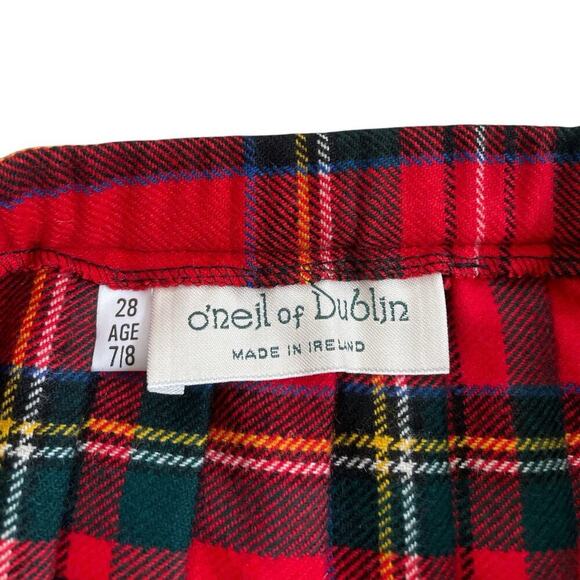 28
AGE
7/8
o'neil of Dublin
MADE IN IRELAND